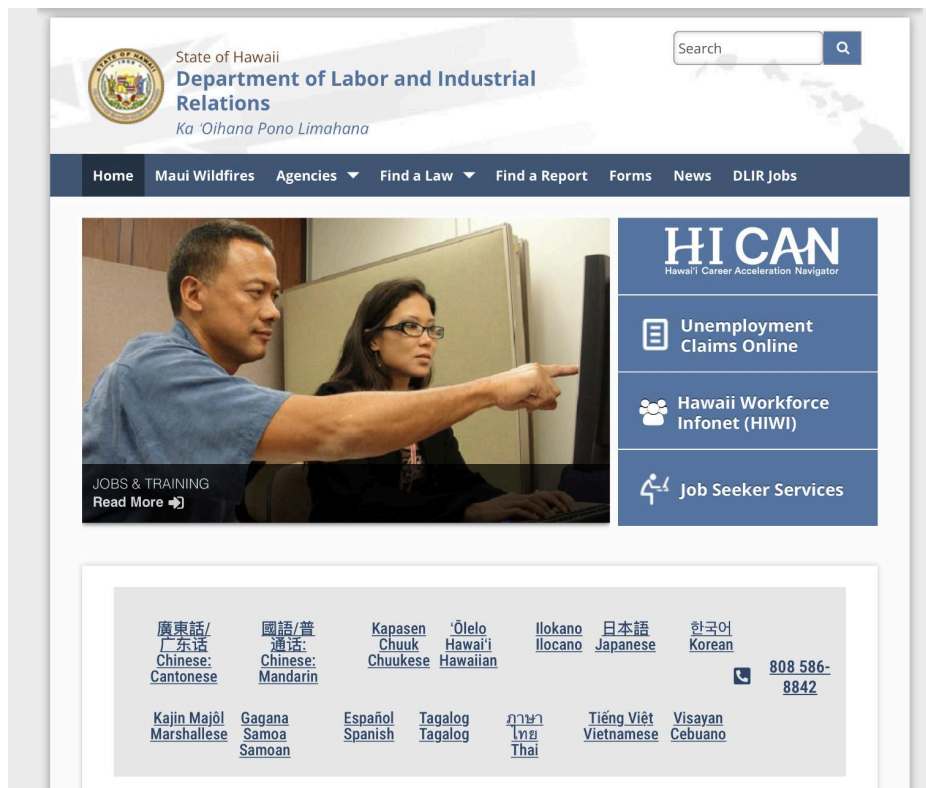 State of Hawaii
Department of Labor and Industrial
Relations
Ka ʻOihana Pono Limahana
Search
Home Maui Wildfires Agencies Find a Law Find a Report Forms News DLIR Jobs
HI CAN
Hawaiʻi Career Acceleration Navigator
Unemployment
Claims Online
Hawaii Workforce
Infonet (HIWI)
Job Seeker Services
JOBS & TRAINING
Read More
廣東話/
广东话
Chinese:
Cantonese
國語/普
通话:
Chinese:
Mandarin
Kapasen
Chuuk
Chuukese
ʻŌlelo
Hawaiʻi
Hawaiian
Ilokano
Ilocano
日本語
Japanese
한국어
Korean
808 586-
8842
Kajin Majôl
Marshallese
Gagana
Samoa
Samoan
Español
Spanish
Tagalog
Tagalog
ภาษา
ไทย
Thai
Tiếng Việt
Vietnamese
Visayan
Cebuano